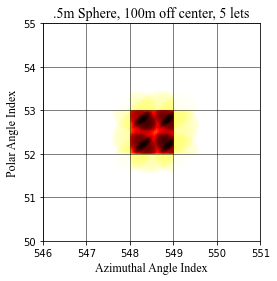 .5m Sphere, 100m off center, 5 lets
55
54
53
52
51
50
Polar Angle Index
546 547 548 549 550 551
Azimuthal Angle Index